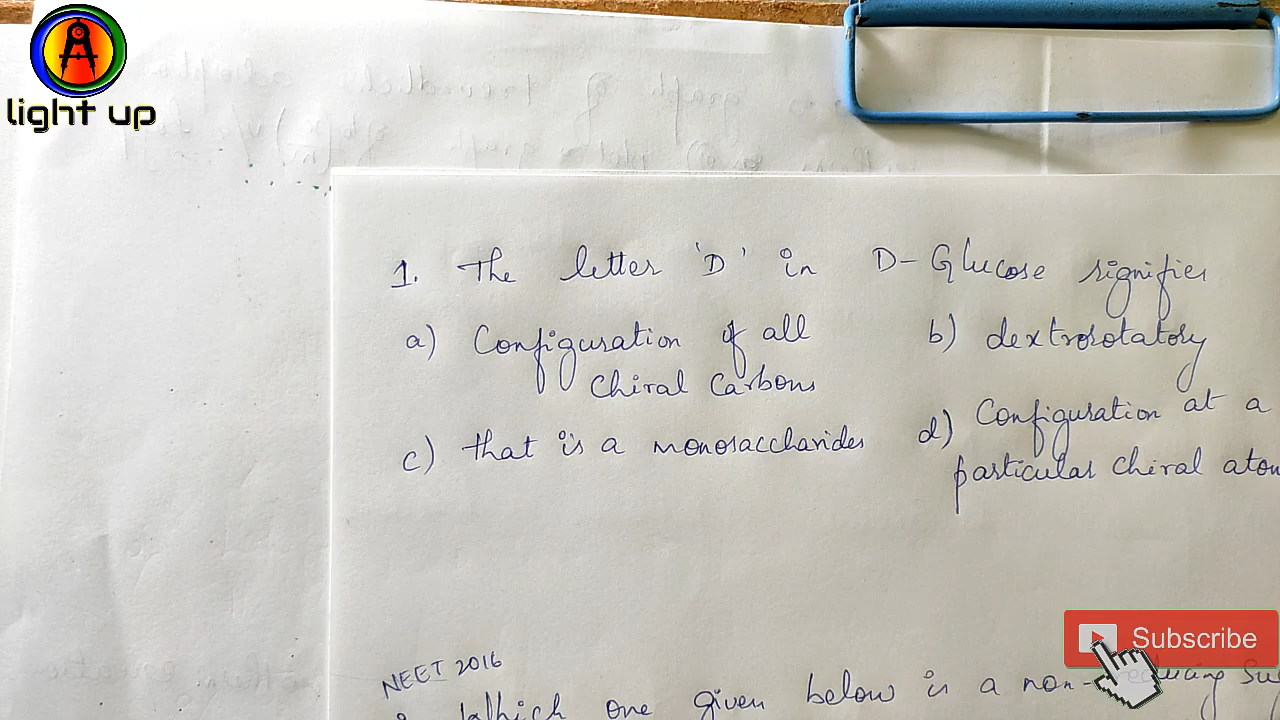 light up
1. The letter 'D' in D-Glucose signifies
a) Configuration of all
chiral carbons
b) dextrorotatory
c) that is a monosaccharides
d) Configuration at a
particular chiral atom
Subscribe
NEET 2016
Which one given below is a non-reducing